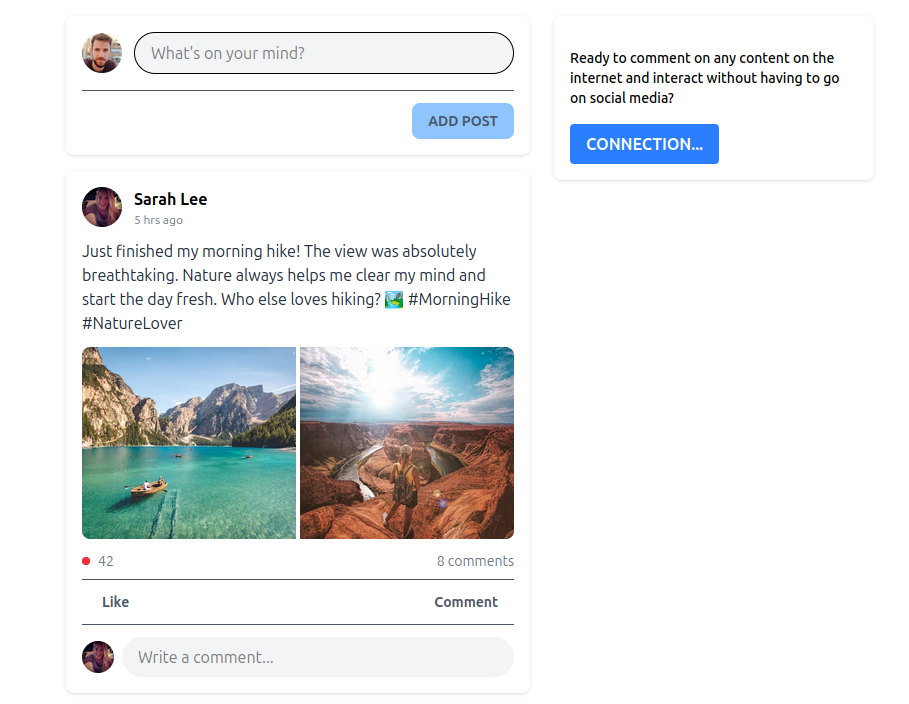 What's on your mind?
ADD POST
Sarah Lee
5 hrs ago
Just finished my morning hike! The view was absolutely
breathtaking. Nature always helps me clear my mind and
start the day fresh. Who else loves hiking? 🏞️ #MorningHike
#NatureLover
42
8 comments
Like
Comment
Write a comment...
Ready to comment on any content on the
internet and interact without having to go
on social media?
CONNECTION...